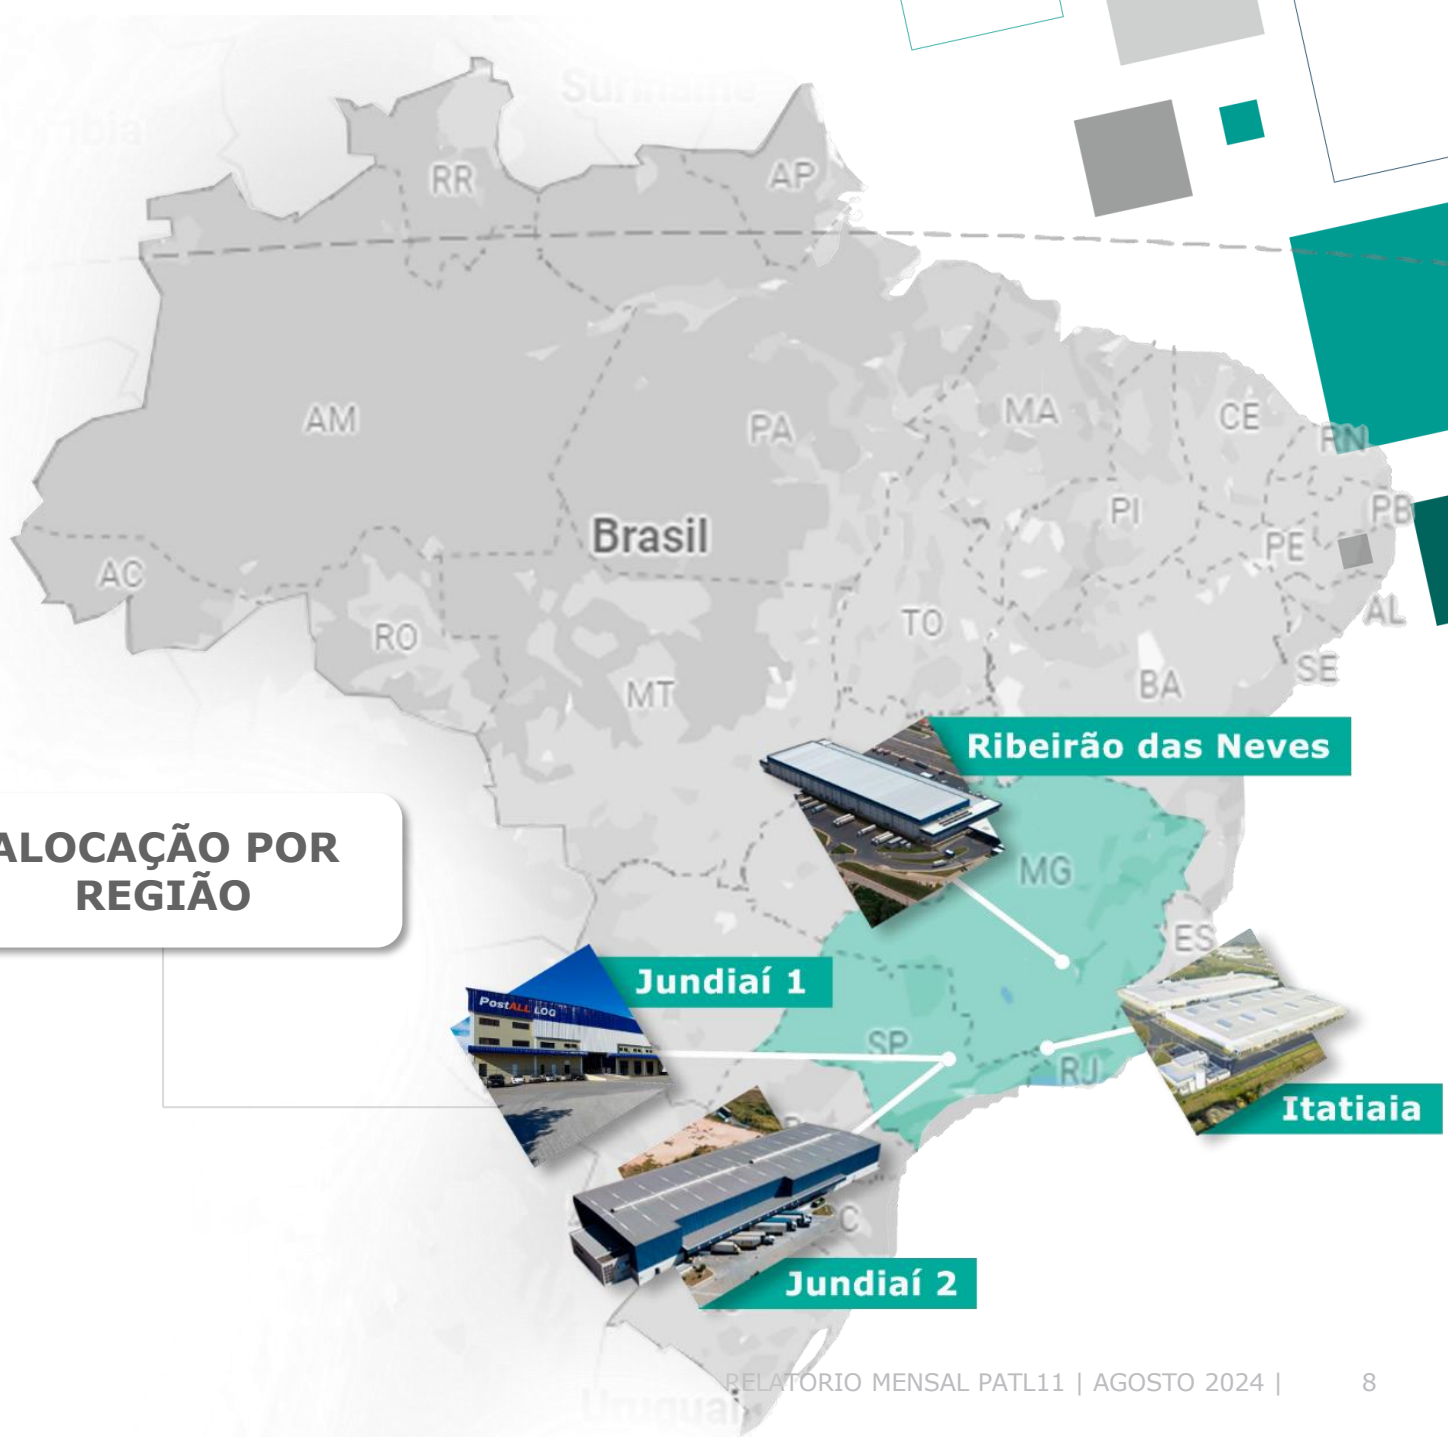 Suriname
RR
AP
AM
PA
MA
CE
RN
PI
PB
Brasil
PE
AC
AL
TO
RO
SE
BA
MT
Ribeirão das Neves
ALOCAÇÃO POR
REGIÃO
MG
ES
Jundiaí 1
PostALL LOG
SP
RJ
Itatiaia
Jundiaí 2
RELATÓRIO MENSAL PATL11 | AGOSTO 2024 | 8
Uruguai